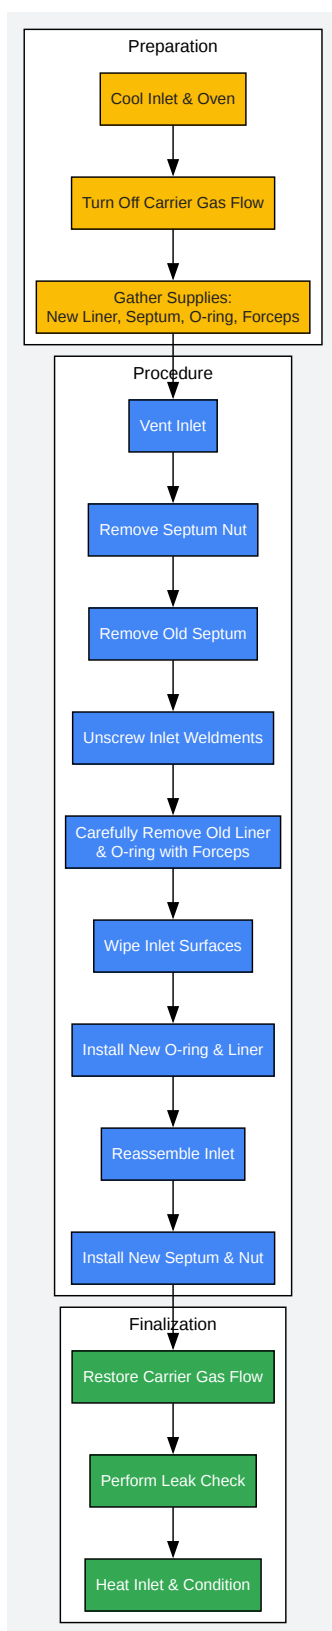 Preparation
Cool Inlet & Oven
Turn Off Carrier Gas Flow
Gather Supplies:
New Liner, Septum, O-ring, Forceps
Procedure
Vent Inlet
Remove Septum Nut
Remove Old Septum
Unscrew Inlet Weldments
Carefully Remove Old Liner
& O-ring with Forceps
Wipe Inlet Surfaces
Install New O-ring & Liner
Reassemble Inlet
Install New Septum & Nut
Finalization
Restore Carrier Gas Flow
Perform Leak Check
Heat Inlet & Condition